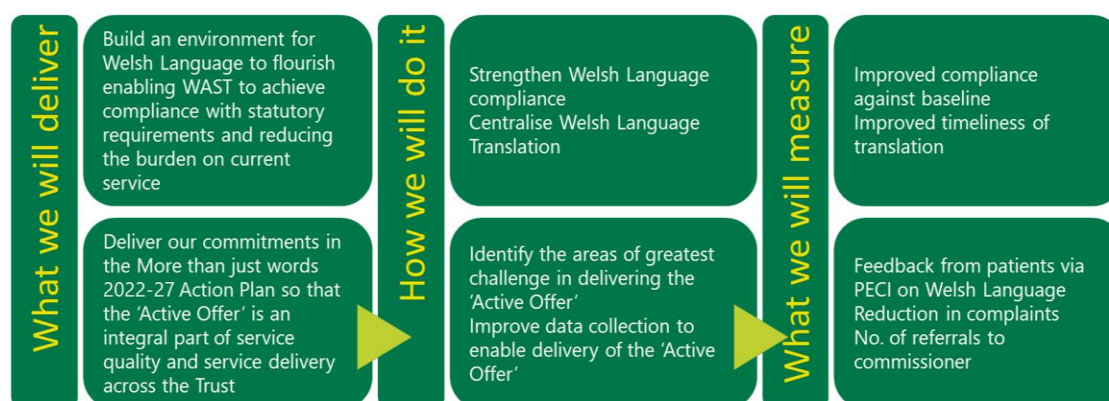 What we will deliver
Build an environment for
Welsh Language to flourish
enabling WAST to achieve
compliance with statutory
requirements and reducing
the burden on current
service
Deliver our commitments in
the More than just words
2022-27 Action Plan so that
the ‘Active Offer’ is an
integral part of service
quality and service delivery
across the Trust
How we will do it
Strengthen Welsh Language
compliance
Centralise Welsh Language
Translation
Identify the areas of greatest
challenge in delivering the
‘Active Offer’
Improve data collection to
enable delivery of the ‘Active
Offer’
What we will measure
Improved compliance
against baseline
Improved timeliness of
translation
Feedback from patients via
PECI on Welsh Language
Reduction in complaints
No. of referrals to
commissioner